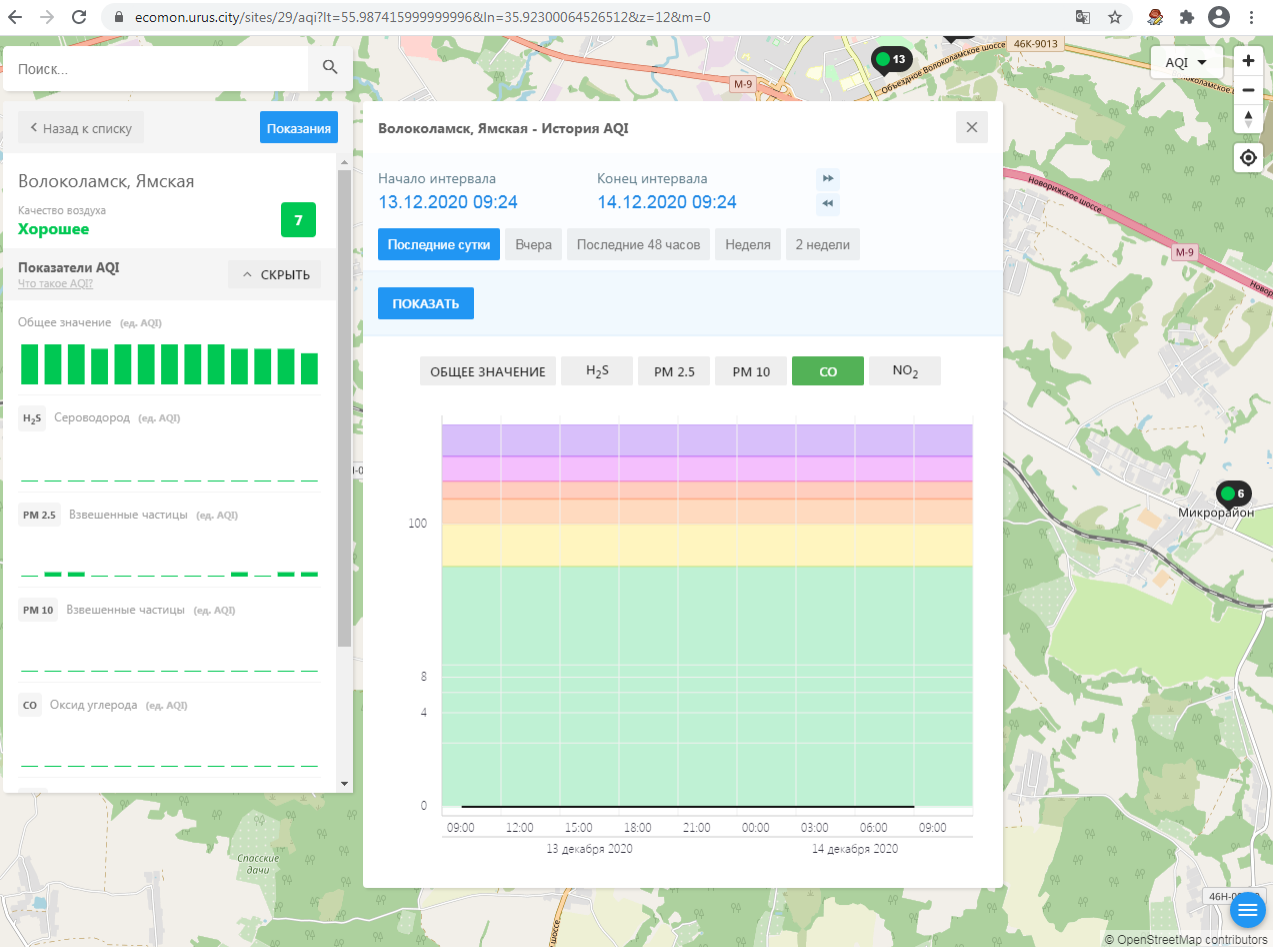 ecomon.urus.city/sites/29/aqi?lt=55.987415999999996&ln=35.92300064526512&z=12&m=0
Поиск...
Назад к списку
Показания
Волоколамск, Ямская
Качество воздуха
Хорошее
7
Показатели AQI
Что такое AQI?
СКРЫТЬ
Общее значение (ед. AQI)
H2S Сероводород (ед. AQI)
PM 2.5 Взвешенные частицы (ед. AQI)
PM 10 Взвешенные частицы (ед. AQI)
CO Оксид углерода (ед. AQI)
Волоколамск, Ямская - История AQI
Начало интервала
13.12.2020 09:24
Конец интервала
14.12.2020 09:24
Последние сутки
Вчера
Последние 48 часов
Неделя
2 недели
ПОКАЗАТЬ
ОБЩЕЕ ЗНАЧЕНИЕ
H2S
PM 2.5
PM 10
CO
NO2
100
8
4
0
09:00 12:00 15:00 18:00 21:00 00:00 03:00 06:00 09:00
13 декабря 2020 14 декабря 2020
13
Объездное Волоколамское шоссе
46К-9013
М-9
AQI
Новорижское шоссе
М-9
6
Микрорайон
Спасские
дачи
© OpenStreetMap contributors